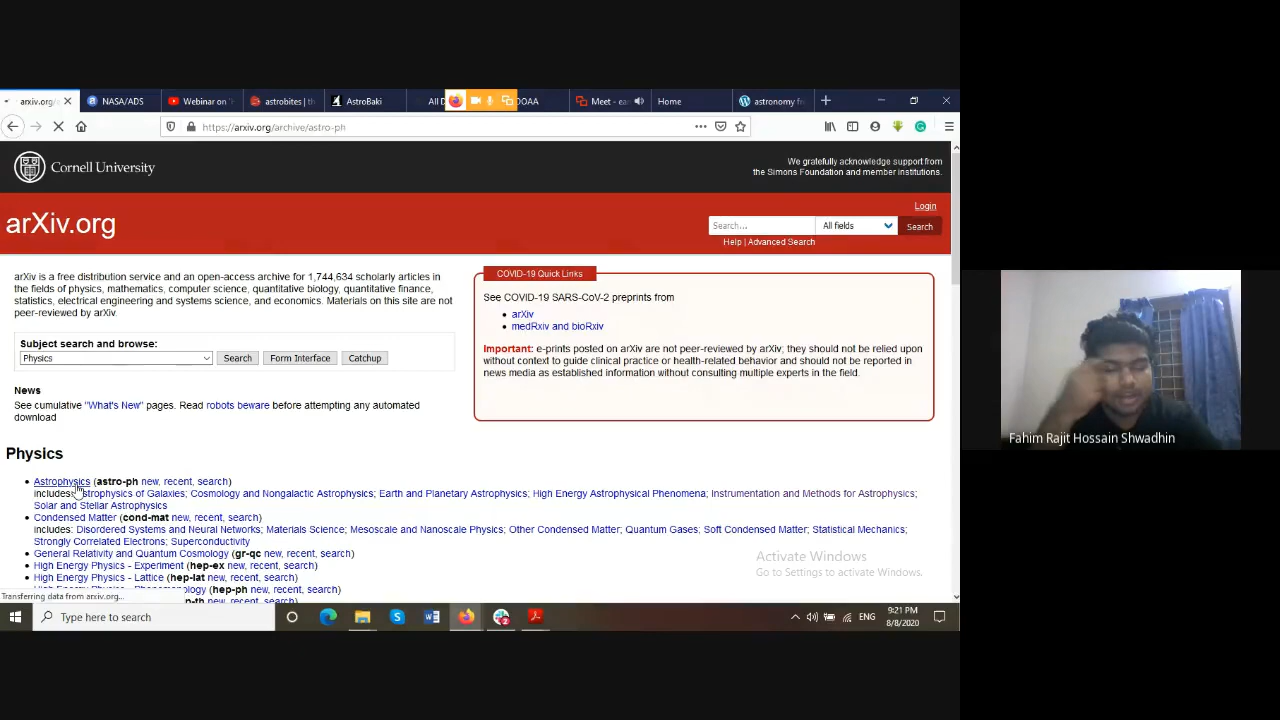 arxiv.org/
NASA/ADS
Webinar on
astrobites | th
AstroBaki
All D
OOAA
Meet - ea
Home
astronomy fr
https://arxiv.org/archive/astro-ph
Cornell University
We gratefully acknowledge support from
the Simons Foundation and member institutions.
Login
arXiv.org
Search...
All fields
Search
Help | Advanced Search
arXiv is a free distribution service and an open-access archive for 1,744,634 scholarly articles in
the fields of physics, mathematics, computer science, quantitative biology, quantitative finance,
statistics, electrical engineering and systems science, and economics. Materials on this site are not
peer-reviewed by arXiv.
Subject search and browse:
Physics
Search
Form Interface
Catchup
News
See cumulative "What's New" pages. Read robots beware before attempting any automated
download
COVID-19 Quick Links
See COVID-19 SARS-CoV-2 preprints from
• arXiv
• medRxiv and bioRxiv
Important: e-prints posted on arXiv are not peer-reviewed by arXiv; they should not be relied upon
without context to guide clinical practice or health-related behavior and should not be reported in
news media as established information without consulting multiple experts in the field.
Physics
• Astrophysics (astro-ph new, recent, search)
includes: Astrophysics of Galaxies; Cosmology and Nongalactic Astrophysics; Earth and Planetary Astrophysics; High Energy Astrophysical Phenomena; Instrumentation and Methods for Astrophysics;
Solar and Stellar Astrophysics
• Condensed Matter (cond-mat new, recent, search)
includes: Disordered Systems and Neural Networks; Materials Science; Mesoscale and Nanoscale Physics; Other Condensed Matter; Quantum Gases; Soft Condensed Matter; Statistical Mechanics;
Strongly Correlated Electrons; Superconductivity
• General Relativity and Quantum Cosmology (gr-qc new, recent, search)
• High Energy Physics - Experiment (hep-ex new, recent, search)
• High Energy Physics - Lattice (hep-lat new, recent, search)
(hep-ph new, recent, search)
new, recent, search)
Activate Windows
Go to Settings to activate Windows.
Transferring data from arxiv.org...
Type here to search
ENG
9:21 PM
8/8/2020
Fahim Rajit Hossain Shwadhin